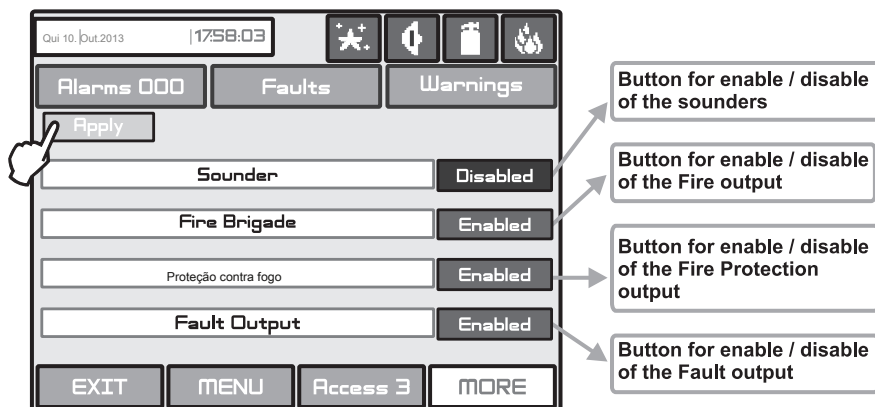 Qui 10. Out.2013 17:58:03
Alarms 000 Faults Warnings
Apply
Sounder Disabled
Fire Brigade Enabled
Proteção contra fogo Enabled
Fault Output Enabled
EXIT MENU Access 3 MORE
Button for enable / disable
of the sounders
Button for enable / disable
of the Fire output
Button for enable / disable
of the Fire Protection
output
Button for enable / disable
of the Fault output